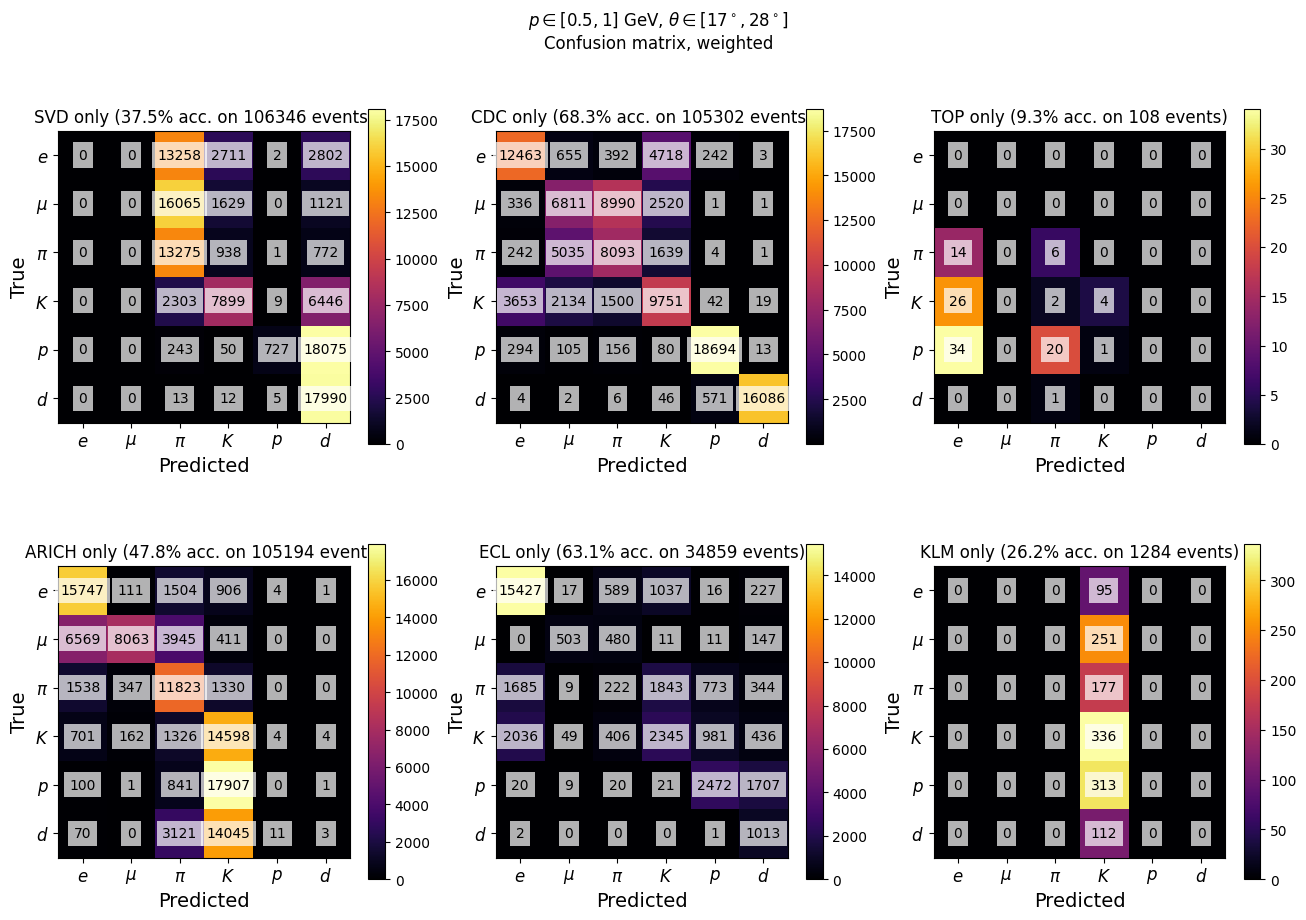 p ∈ [0.5, 1] GeV, θ ∈ [17°, 28°]
Confusion matrix, weighted
SVD only (37.5% acc. on 106346 events
True
e 0 0 13258 2711 2 2802
μ 0 0 16065 1629 0 1121
π 0 0 13275 938 1 772
K 0 0 2303 7899 9 6446
p 0 0 243 50 727 18075
d 0 0 13 12 5 17990
e μ π K p d
Predicted
17500
15000
12500
10000
7500
5000
2500
0
CDC only (68.3% acc. on 105302 events
True
e 12463 655 392 4718 242 3
μ 336 6811 8990 2520 1 1
π 242 5035 8093 1639 4 1
K 3653 2134 1500 9751 42 19
p 294 105 156 80 18694 13
d 4 2 6 46 571 16086
e μ π K p d
Predicted
17500
15000
12500
10000
7500
5000
2500
TOP only (9.3% acc. on 108 events)
True
e 0 0 0 0 0 0
μ 0 0 0 0 0 0
π 14 0 6 0 0 0
K 26 0 2 4 0 0
p 34 0 20 1 0 0
d 0 0 1 0 0 0
e μ π K p d
Predicted
30
25
20
15
10
5
0
ARICH only (47.8% acc. on 105194 event
True
e 15747 111 1504 906 4 1
μ 6569 8063 3945 411 0 0
π 1538 347 11823 1330 0 0
K 701 162 1326 14598 4 4
p 100 1 841 17907 0 1
d 70 0 3121 14045 11 3
e μ π K p d
Predicted
16000
14000
12000
10000
8000
6000
4000
2000
0
ECL only (63.1% acc. on 34859 events)
True
e 15427 17 589 1037 16 227
μ 0 503 480 11 11 147
π 1685 9 222 1843 773 344
K 2036 49 406 2345 981 436
p 20 9 20 21 2472 1707
d 2 0 0 0 1 1013
e μ π K p d
Predicted
14000
12000
10000
8000
6000
4000
2000
0
KLM only (26.2% acc. on 1284 events)
True
e 0 0 0 95 0 0
μ 0 0 0 251 0 0
π 0 0 0 177 0 0
K 0 0 0 336 0 0
p 0 0 0 313 0 0
d 0 0 0 112 0 0
e μ π K p d
Predicted
300
250
200
150
100
50
0